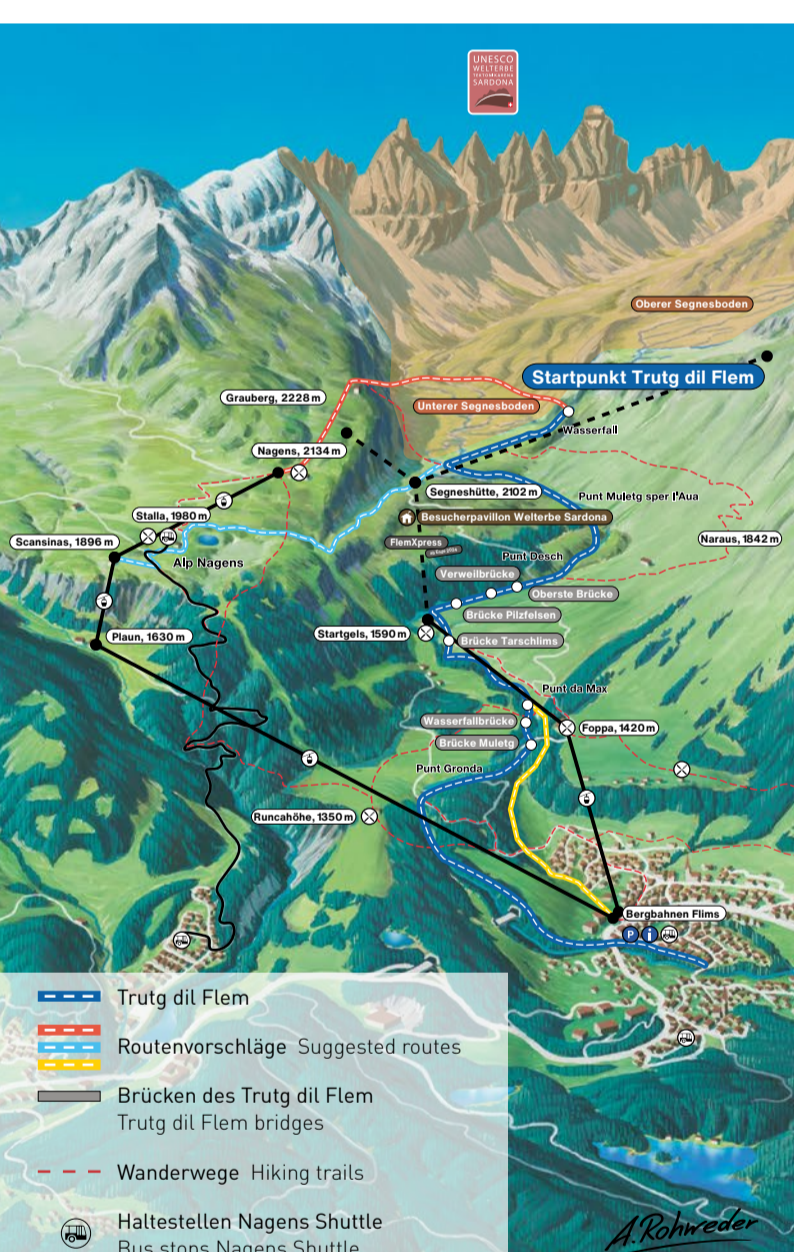 UNESCO
WELTERBE
TEKTONIKARENA
SARDONA
Oberer Segnesboden
Startpunkt Trutg dil Flem
Grauberg, 2228 m
Unterer Segnesboden
Wasserfall
Nagens, 2134 m
Segneshütte, 2102 m
Punt Muletg sper l'Aua
Stalla, 1980 m
Besucherpavillon Welterbe Sardona
Scansinas, 1896 m
FlemXpress
Naraus, 1842 m
Alp Nagens
Punt Desch
Verweilbrücke
Oberste Brücke
Brücke Pilzfelsen
Plaun, 1630 m
Startgels, 1590 m
Brücke Tarschlims
Punt da Max
Wasserfallbrücke
Foppa, 1420 m
Brücke Muletg
Punt Gronda
Runcahöhe, 1350 m
Bergbahnen Flims
P i
Trutg dil Flem
Routenvorschläge Suggested routes
Brücken des Trutg dil Flem
Trutg dil Flem bridges
Wanderwege Hiking trails
Haltestellen Nagens Shuttle
Bus stops Nagens Shuttle
A. Rohweder